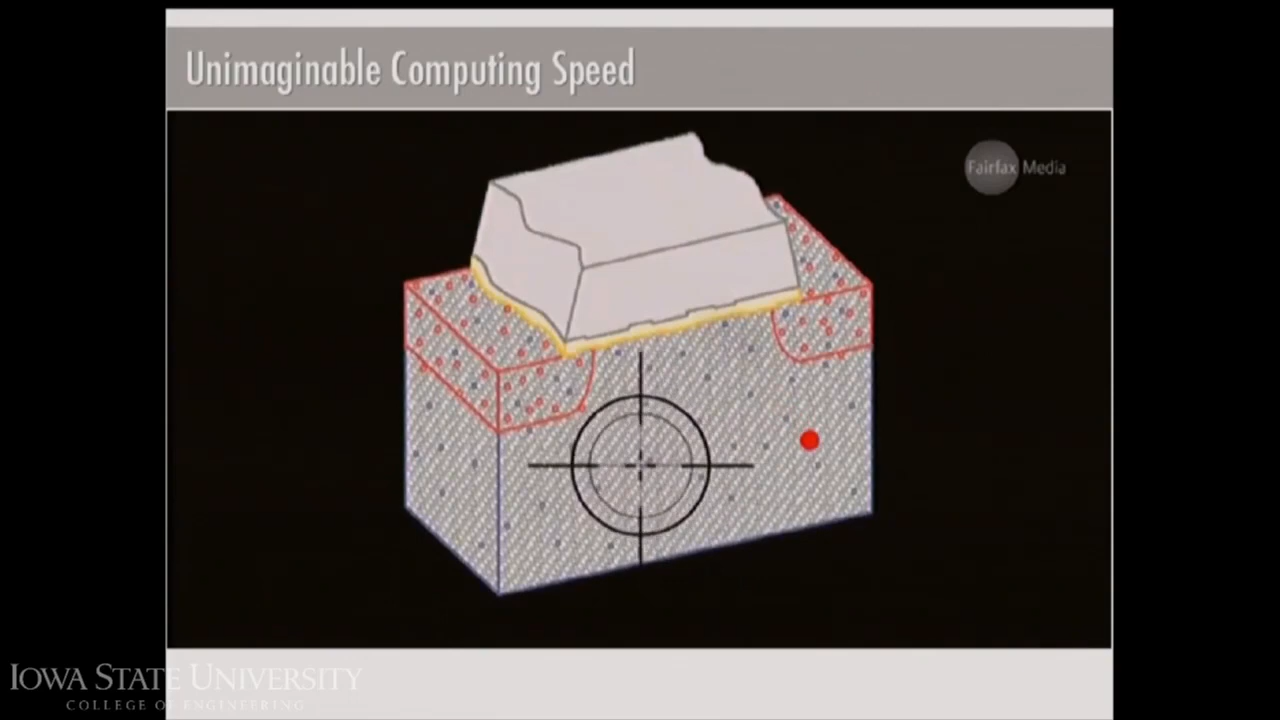 Unimaginable Computing Speed
Fairfax Media
IOWA STATE UNIVERSITY
COLLEGE OF ENGINEERING